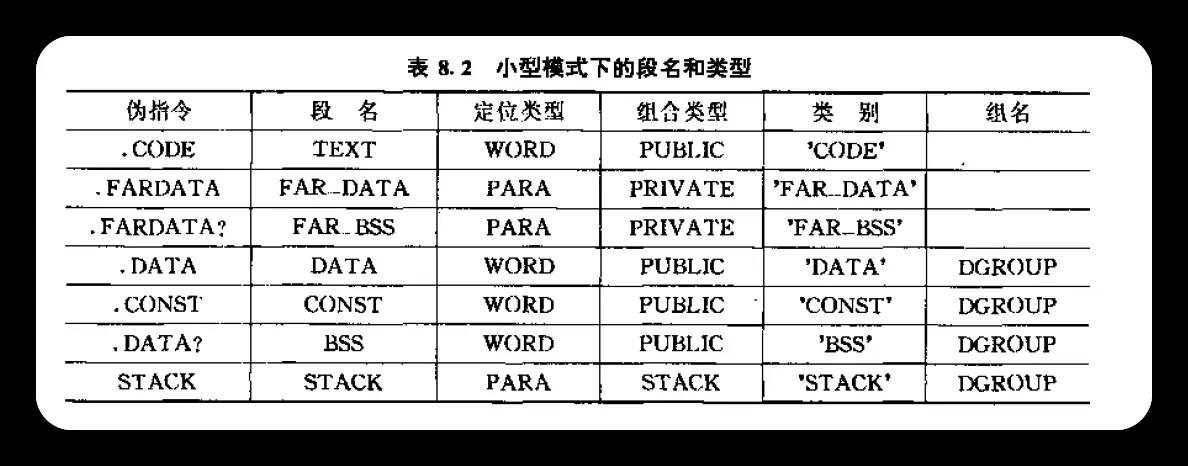 表 8.2 小型模式下的段名和类型
伪指令 段 名 定位类型 组合类型 类 别 组名
.CODE TEXT WORD PUBLIC 'CODE'
.FARDATA FAR_DATA PARA PRIVATE 'FAR_DATA'
.FARDATA? FAR_BSS PARA PRIVATE 'FAR_BSS'
.DATA DATA WORD PUBLIC 'DATA' DGROUP
.CONST CONST WORD PUBLIC 'CONST' DGROUP
.DATA? BSS WORD PUBLIC 'BSS' DGROUP
STACK STACK PARA STACK 'STACK' DGROUP